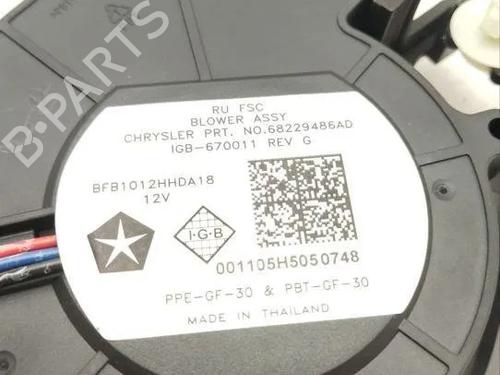 B-PARTS
RU FSC
BLOWER ASSY
CHRYSLER PRT. NO.68229486AD
IGB-670011 REV G
BFB1012HHDA18
12V
I·G·B
001105H5050748
PPE-GF-30 & PBT-GF-30
MADE IN THAILAND